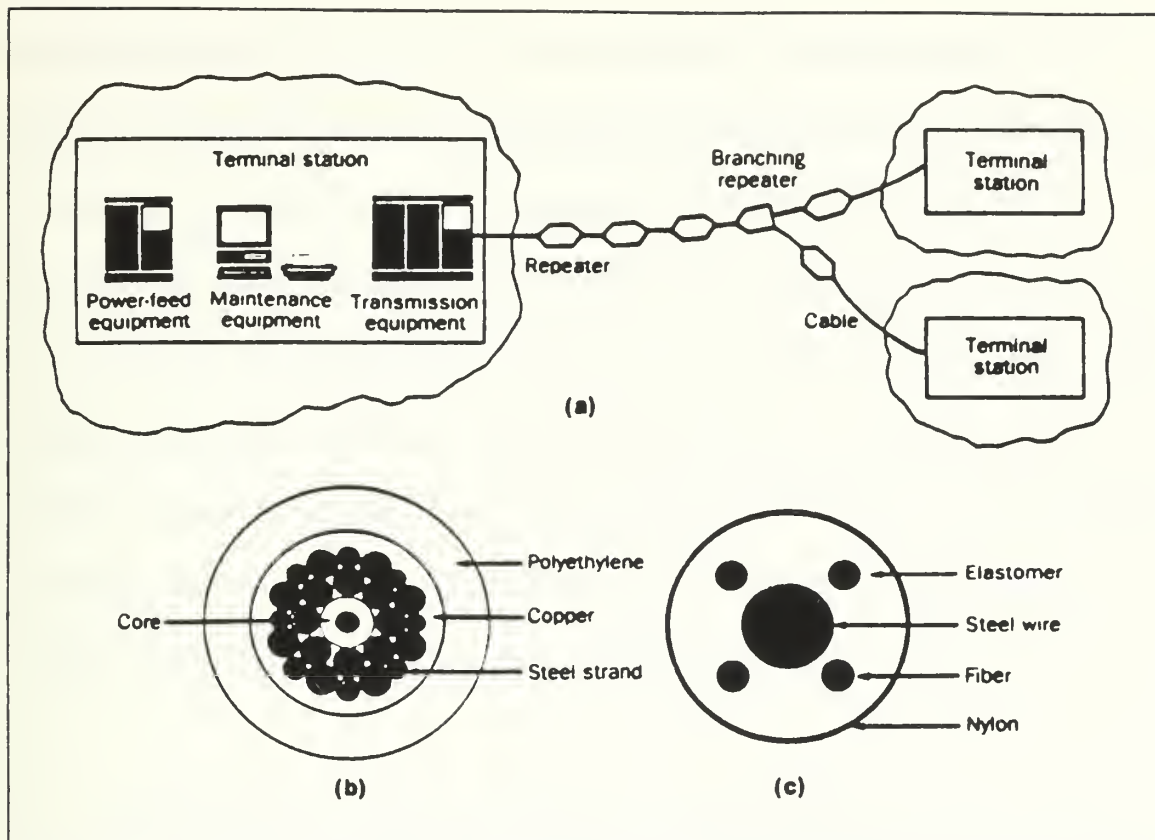 Terminal station
Power-feed
equipment
Maintenance
equipment
Transmission
equipment
Repeater
Branching
repeater
Cable
Terminal
station
Terminal
station
(a)
Core
Polyethylene
Copper
Steel strand
(b)
Elastomer
Steel wire
Fiber
Nylon
(c)